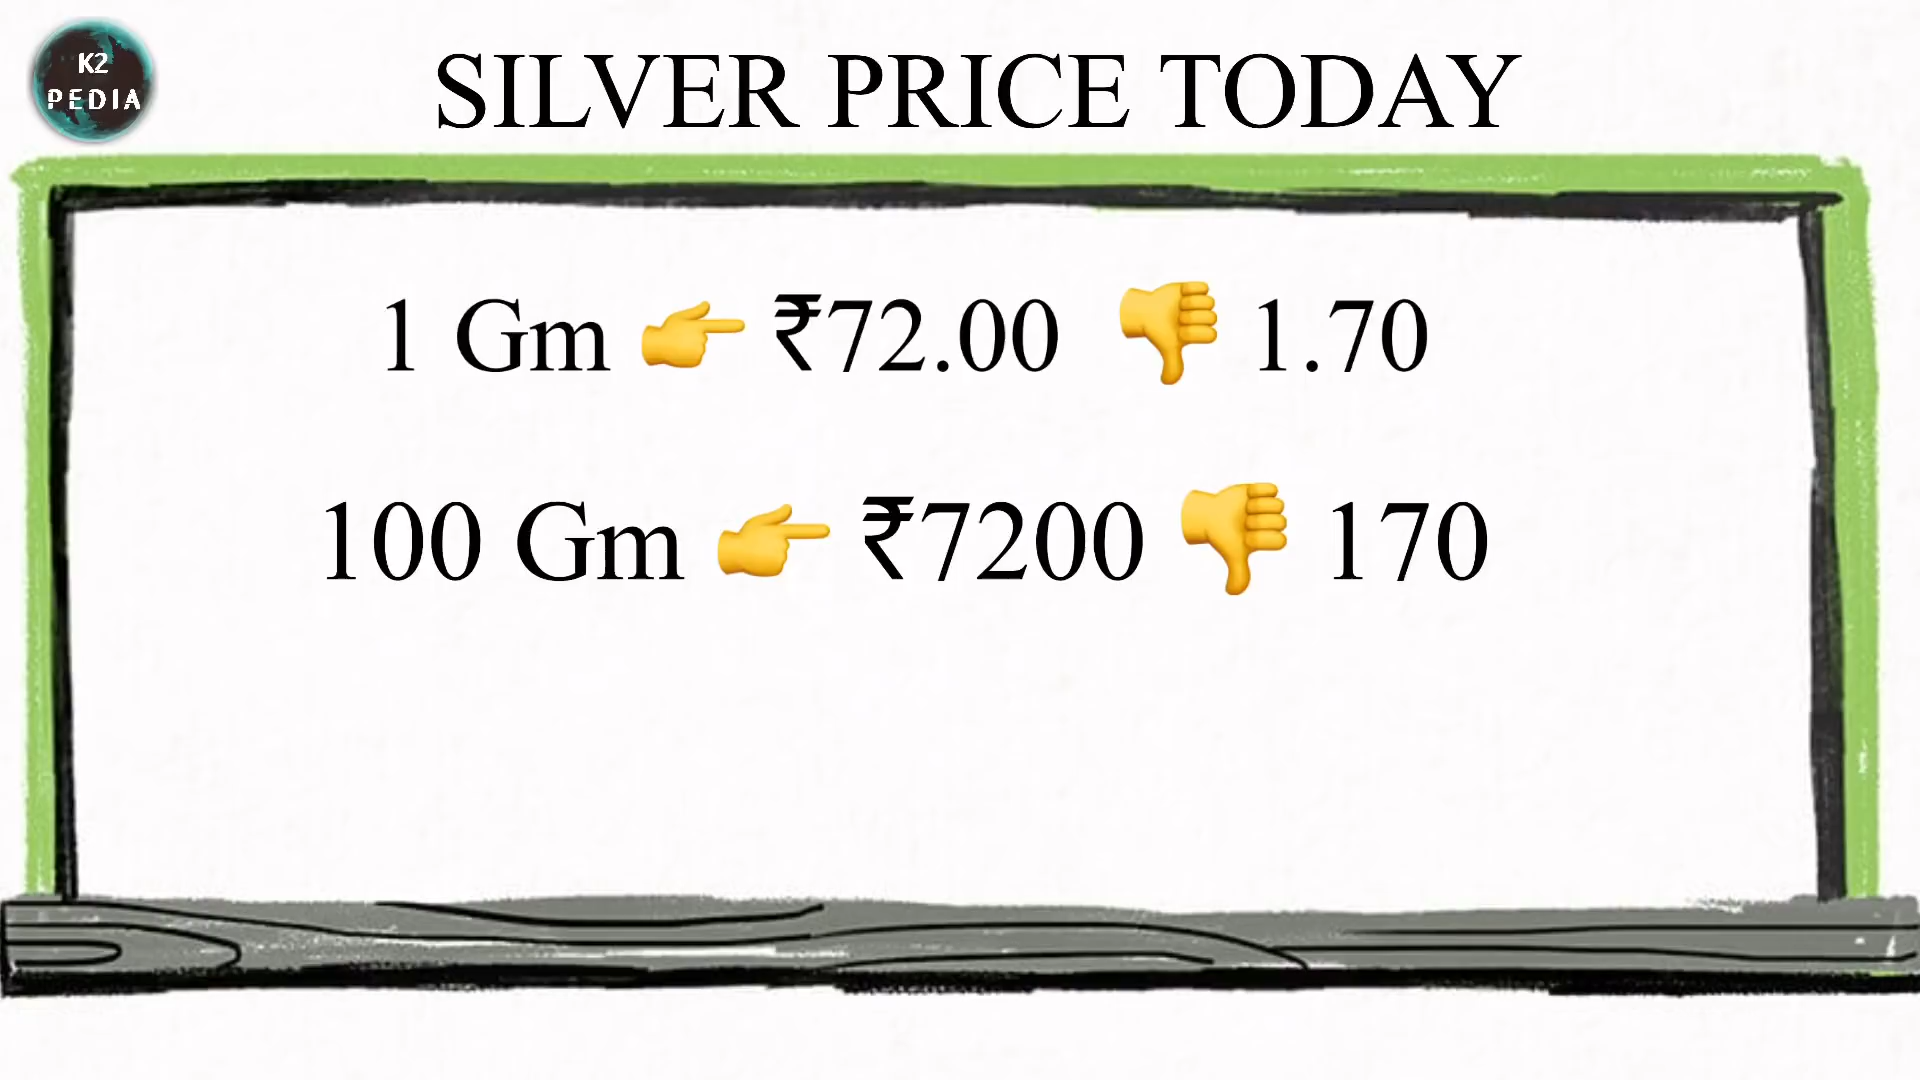 K2
PEDIA
SILVER PRICE TODAY
1 Gm 👉 ₹72.00 👎 1.70
100 Gm 👉 ₹7200 👎 170